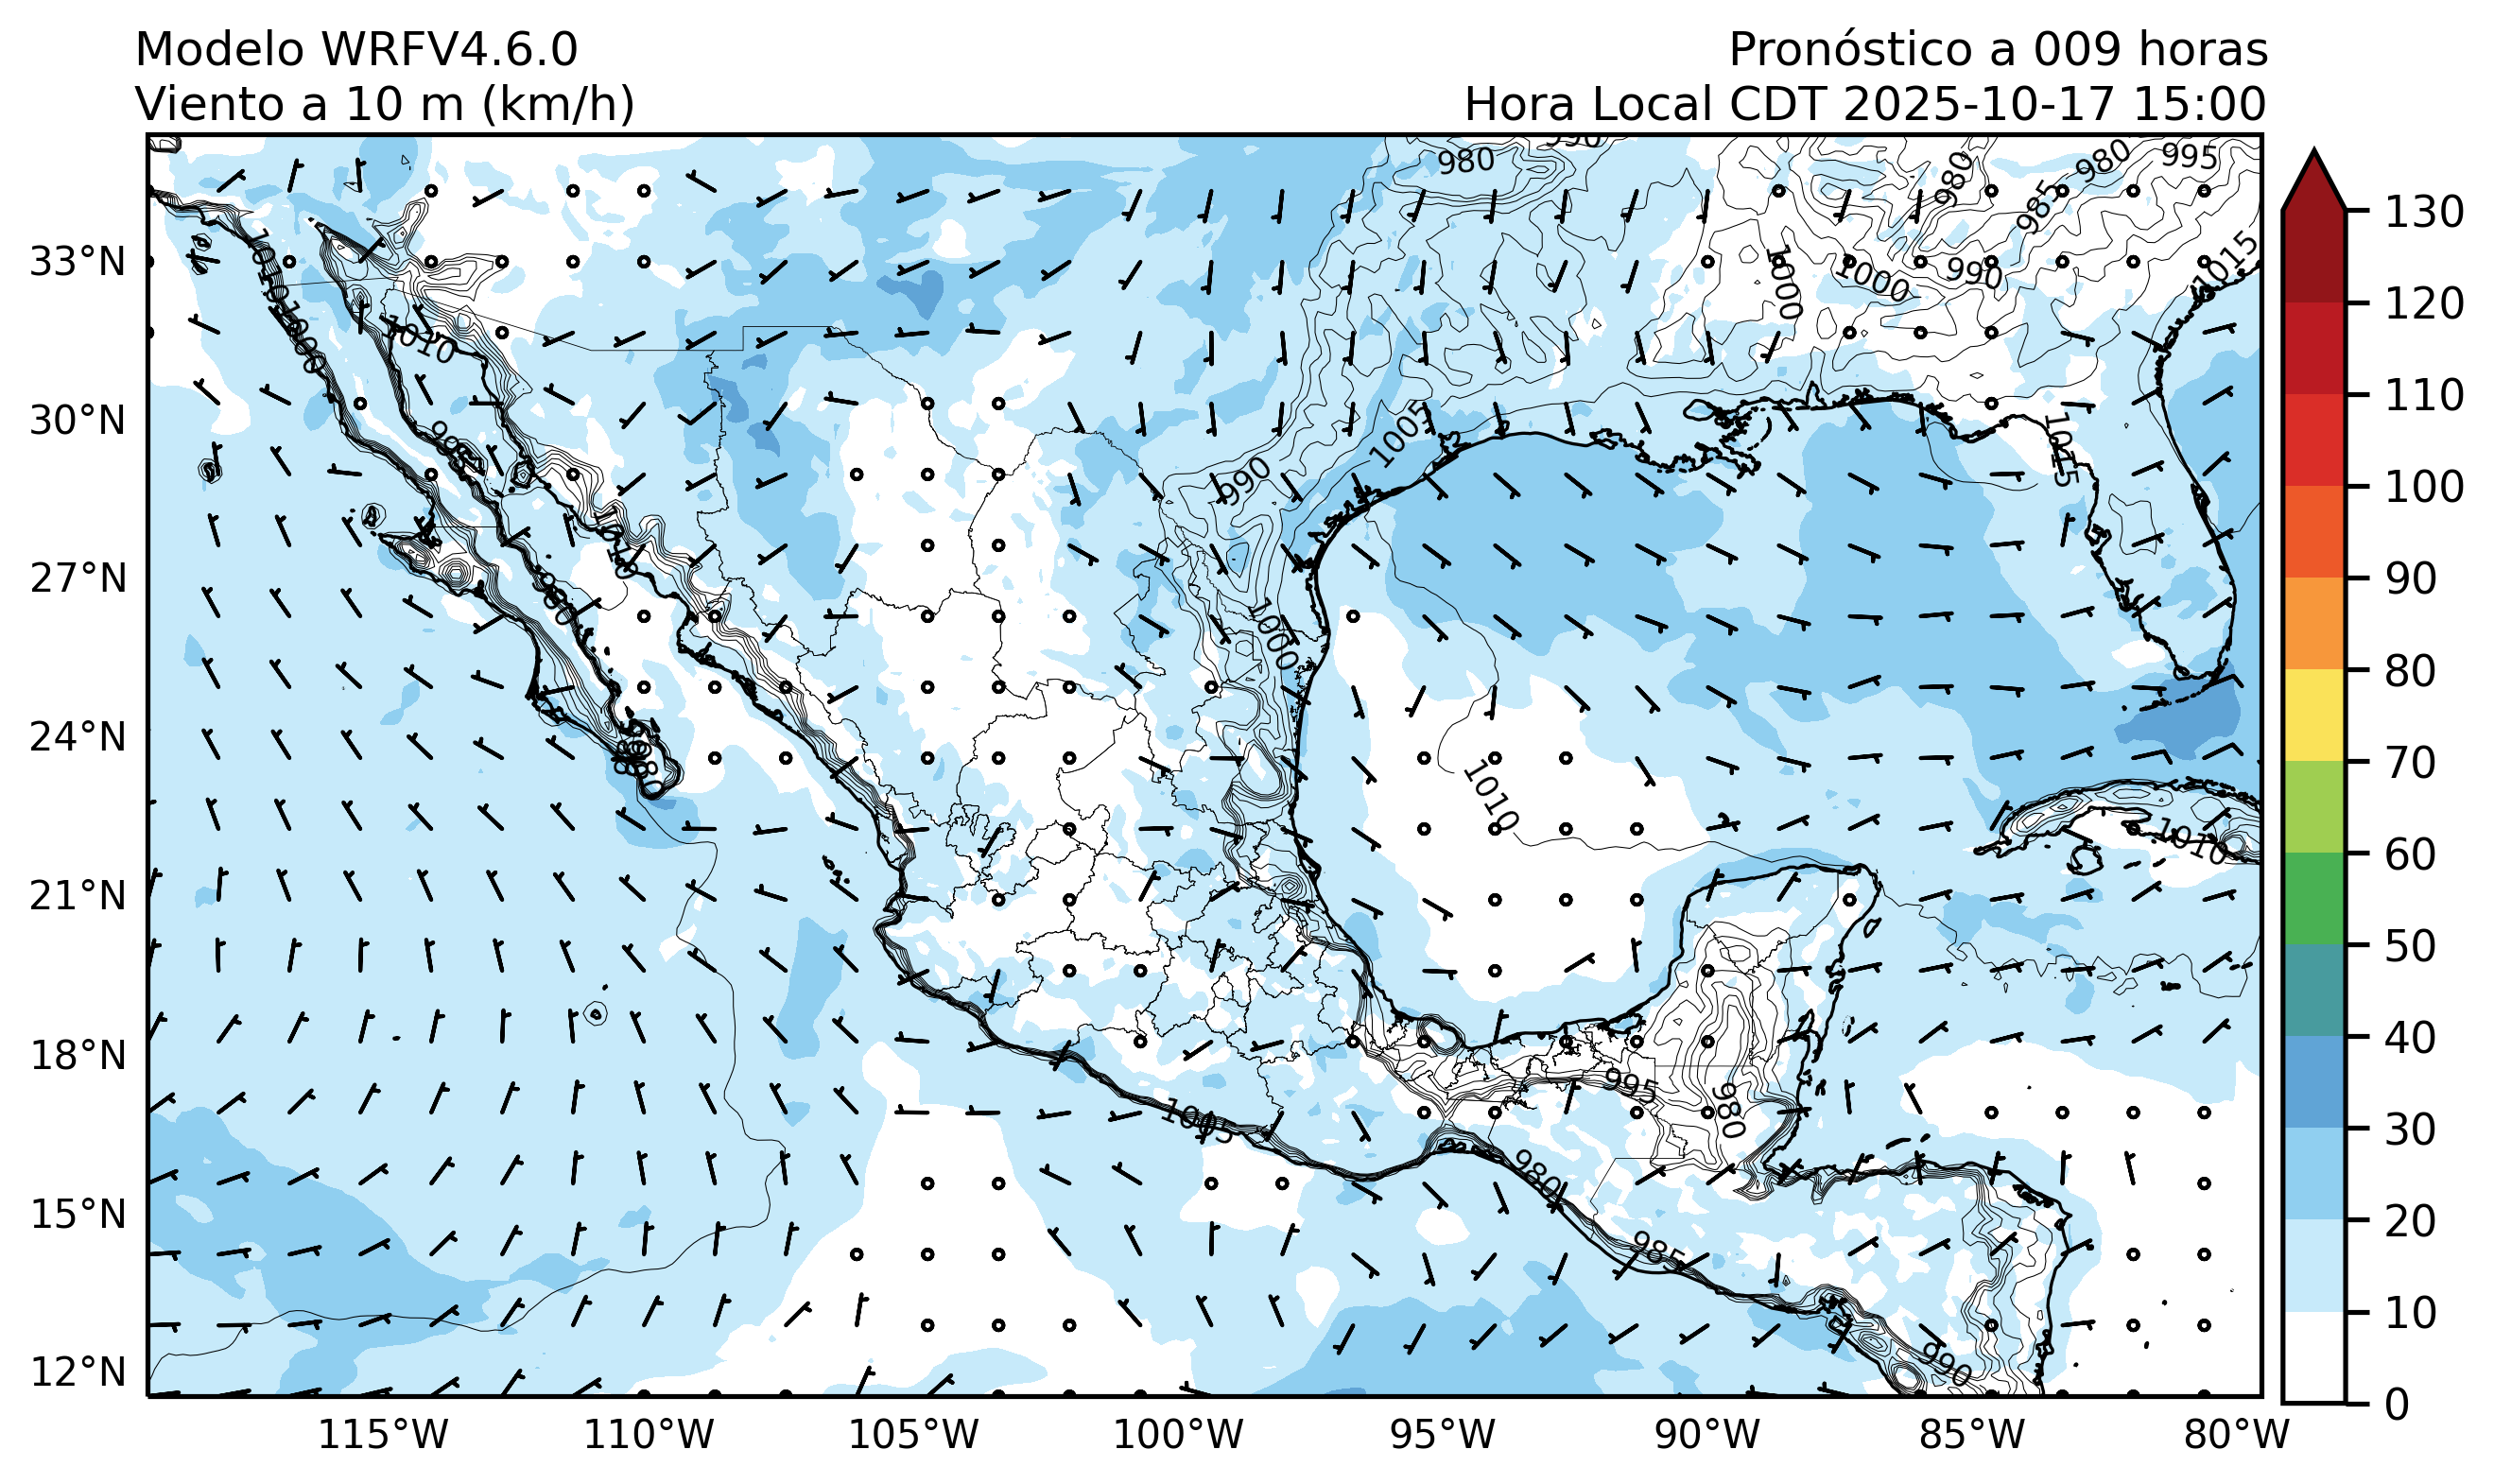 Modelo WRFV4.6.0
Viento a 10 m (km/h)
Pronóstico a 009 horas
Hora Local CDT 2025-10-17 15:00
33°N
30°N
27°N
24°N
21°N
18°N
15°N
12°N
115°W
110°W
105°W
100°W
95°W
90°W
85°W
80°W
130
120
110
100
90
80
70
60
50
40
30
20
10
0
980
980
980
995
985
1015
1000
1000
990
1010
1010
1000
1005
1015
990
1010
1000
1010
1010
995
980
980
985
990